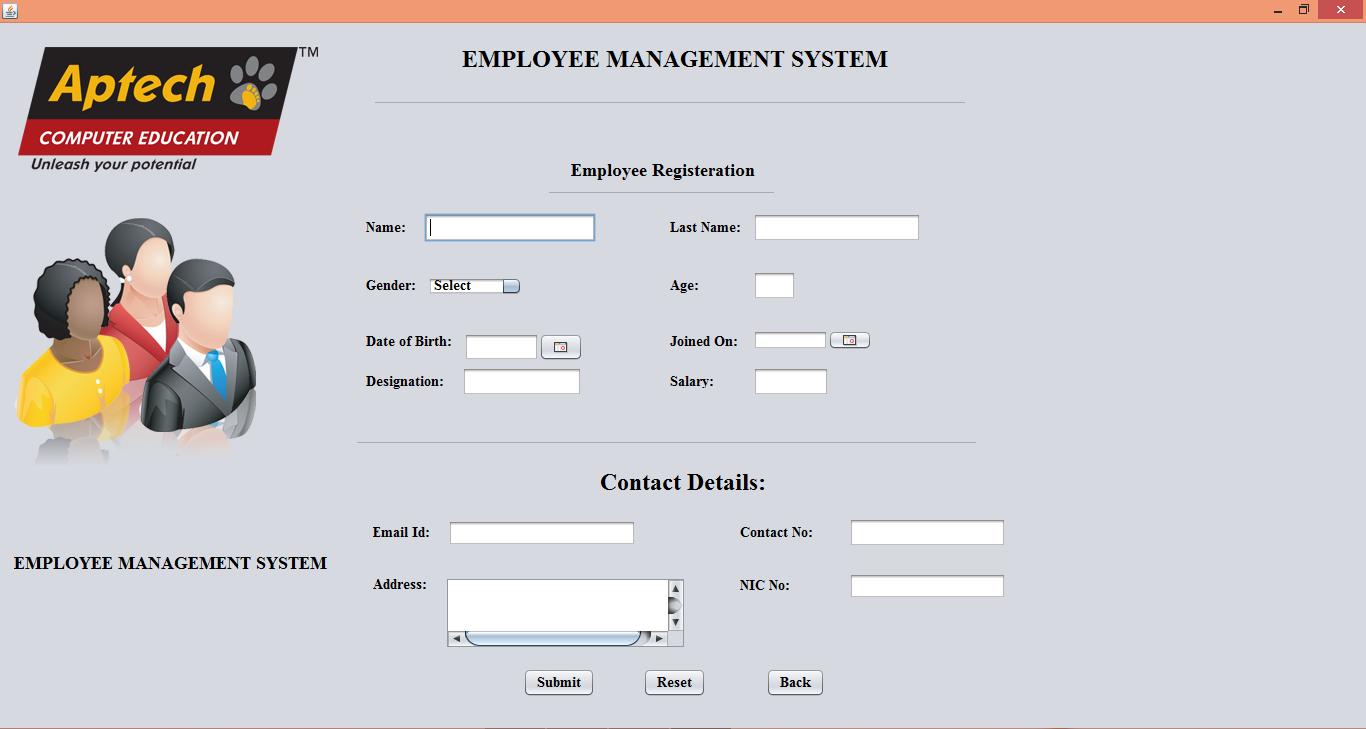 Aptech TM
COMPUTER EDUCATION
Unleash your potential
EMPLOYEE MANAGEMENT SYSTEM
Employee Registeration
Name:
Last Name:
Gender: Select
Age:
Date of Birth:
Joined On:
Designation:
Salary:
Contact Details:
Email Id:
Contact No:
EMPLOYEE MANAGEMENT SYSTEM
Address:
NIC No:
Submit Reset Back